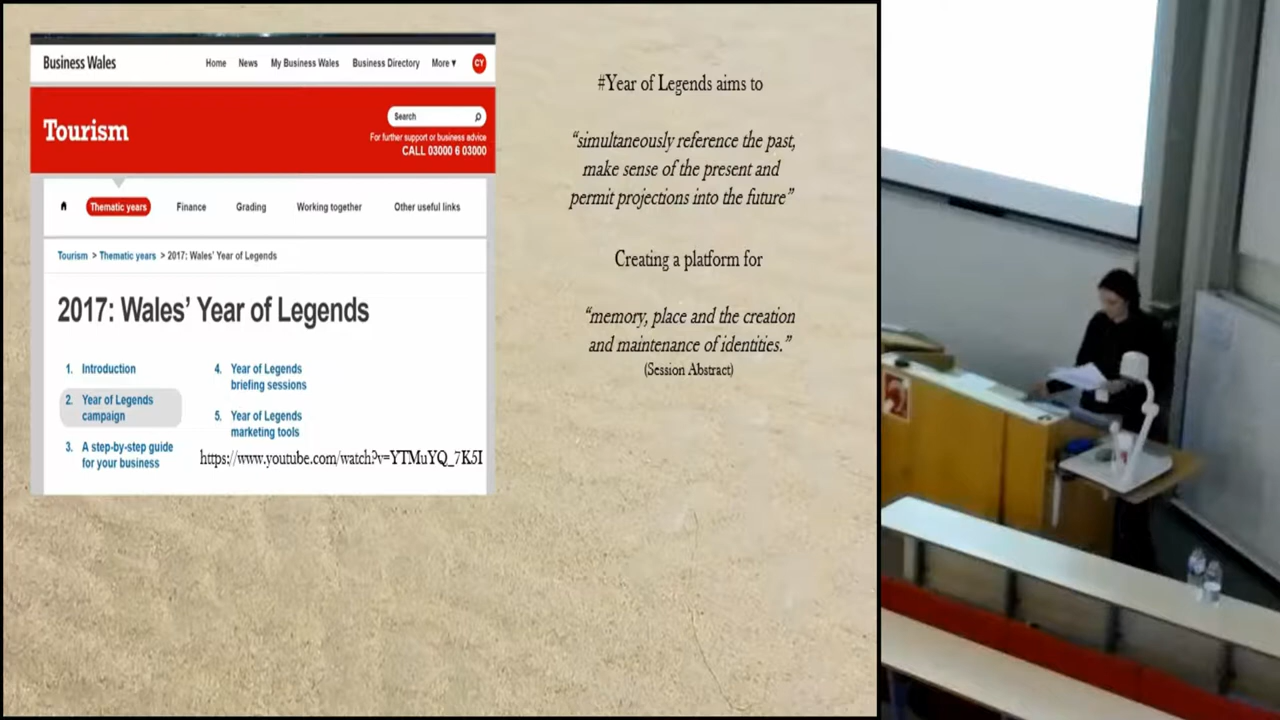 Business Wales
Home News My Business Wales Business Directory More ▾ CY
Tourism
Search
For further support or business advice
CALL 03000 6 03000
Thematic years Finance Grading Working together Other useful links
Tourism > Thematic years > 2017: Wales' Year of Legends
2017: Wales' Year of Legends
1. Introduction
2. Year of Legends
campaign
3. A step-by-step guide
for your business
4. Year of Legends
briefing sessions
5. Year of Legends
marketing tools
https://www.youtube.com/watch?v=YTMuYQ_7K5I
#Year of Legends aims to
“simultaneously reference the past,
make sense of the present and
permit projections into the future”
Creating a platform for
“memory, place and the creation
and maintenance of identities.”
(Session Abstract)